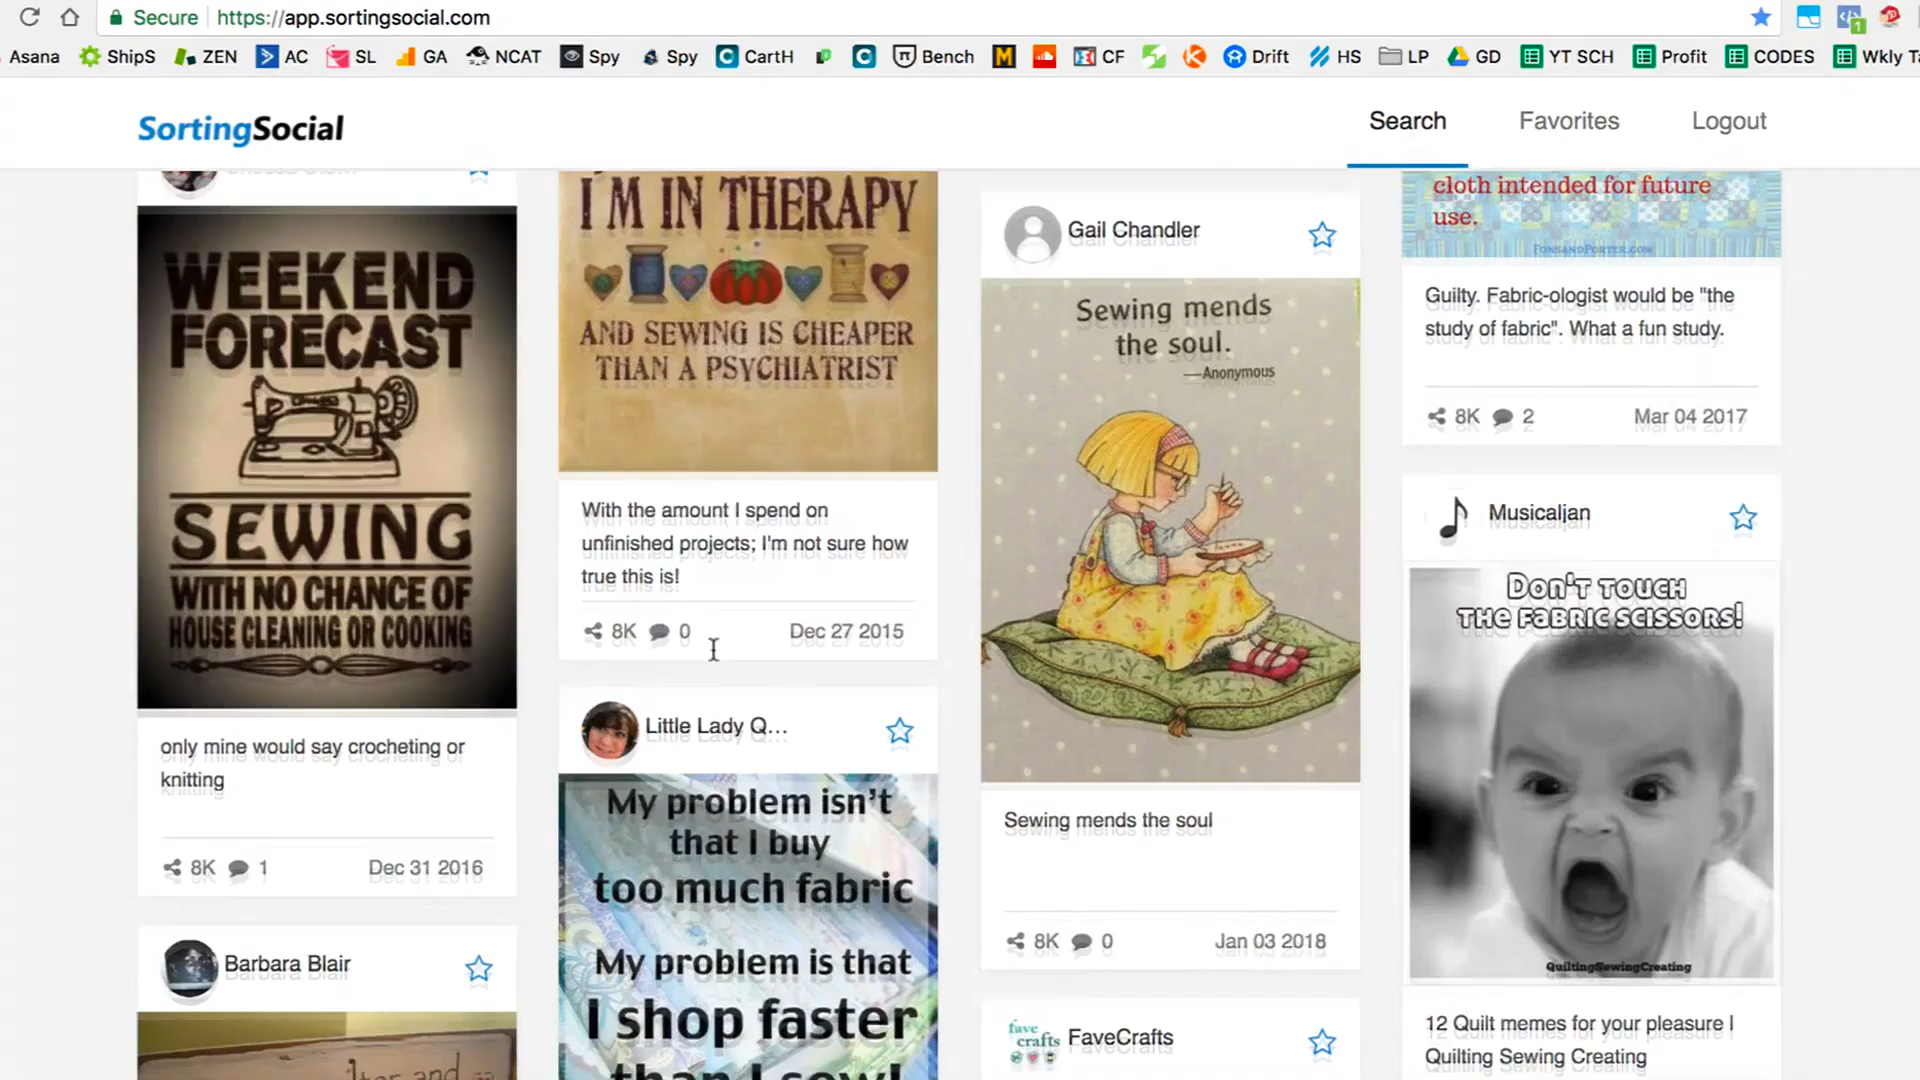 Secure https://app.sortingsocial.com
Asana ShipS ZEN AC SL GA NCAT Spy Spy CartH Bench M CF Drift HS LP GD YT SCH Profit CODES Wkly
SortingSocial
Search Favorites Logout
WEEKEND
FORECAST
SEWING
WITH NO CHANCE OF
HOUSE CLEANING OR COOKING
only mine would say crocheting or
knitting
8K 1 Dec 31 2016
Barbara Blair
I'M IN THERAPY
AND SEWING IS CHEAPER
THAN A PSYCHIATRIST
With the amount I spend on
unfinished projects; I'm not sure how
true this is!
8K 0 Dec 27 2015
Little Lady Q...
My problem isn't
that I buy
too much fabric
My problem is that
I shop faster
than I sew!
Gail Chandler
Sewing mends
the soul.
—Anonymous
Sewing mends the soul
8K 0 Jan 03 2018
fave
crafts
FaveCrafts
cloth intended for future
use.
FONSANDPORTER.COM
Guilty. Fabric-ologist would be "the
study of fabric". What a fun study.
8K 2 Mar 04 2017
Musicaljan
DON'T TOUCH
THE FABRIC SCISSORS!
QuiltingSewingCreating
12 Quilt memes for your pleasure |
Quilting Sewing Creating